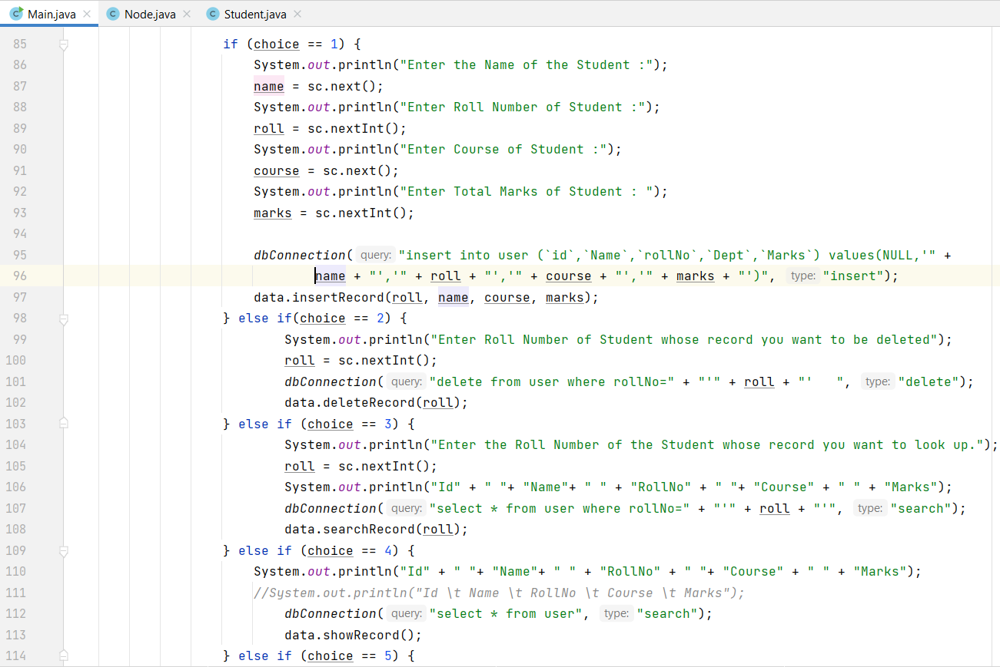 Main.java × Node.java × Student.java ×
85 if (choice == 1) {
86 System.out.println("Enter the Name of the Student :");
87 name = sc.next();
88 System.out.println("Enter Roll Number of Student :");
89 roll = sc.nextInt();
90 System.out.println("Enter Course of Student :");
91 course = sc.next();
92 System.out.println("Enter Total Marks of Student : ");
93 marks = sc.nextInt();
94
95 dbConnection( query: "insert into user (`id`,`Name`,`rollNo`,`Dept`,`Marks`) values(NULL,'" +
96 name + "','" + roll + "','" + course + "','" + marks + "')", type: "insert");
97 data.insertRecord(roll, name, course, marks);
98 } else if(choice == 2) {
99 System.out.println("Enter Roll Number of Student whose record you want to be deleted");
100 roll = sc.nextInt();
101 dbConnection( query: "delete from user where rollNo=" + "'" + roll + "'   ", type: "delete");
102 data.deleteRecord(roll);
103 } else if (choice == 3) {
104 System.out.println("Enter the Roll Number of the Student whose record you want to look up.");
105 roll = sc.nextInt();
106 System.out.println("Id" + " "+ "Name"+ " " + "RollNo" + " "+ "Course" + " " + "Marks");
107 dbConnection( query: "select * from user where rollNo=" + "'" + roll + "'", type: "search");
108 data.searchRecord(roll);
109 } else if (choice == 4) {
110 System.out.println("Id" + " "+ "Name"+ " " + "RollNo" + " "+ "Course" + " " + "Marks");
111 //System.out.println("Id \t Name \t RollNo \t Course \t Marks");
112 dbConnection( query: "select * from user", type: "search");
113 data.showRecord();
114 } else if (choice == 5) {